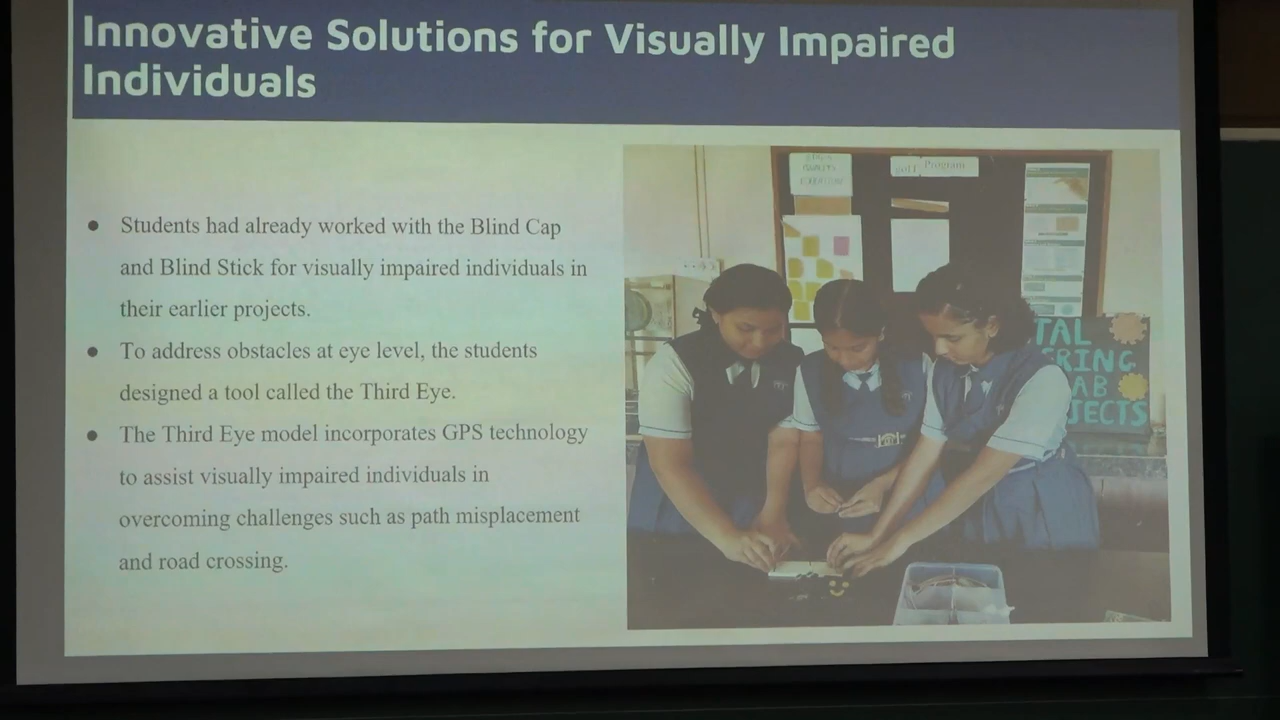 Innovative Solutions for Visually Impaired
Individuals
● Students had already worked with the Blind Cap
and Blind Stick for visually impaired individuals in
their earlier projects.
● To address obstacles at eye level, the students
designed a tool called the Third Eye.
● The Third Eye model incorporates GPS technology
to assist visually impaired individuals in
overcoming challenges such as path misplacement
and road crossing.
goIT Program
TAL
RING
AB
JECTS